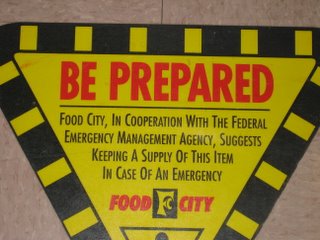 BE PREPARED
FOOD CITY, IN COOPERATION WITH THE FEDERAL
EMERGENCY MANAGEMENT AGENCY, SUGGESTS
KEEPING A SUPPLY OF THIS ITEM
IN CASE OF AN EMERGENCY
FOOD FC CITY